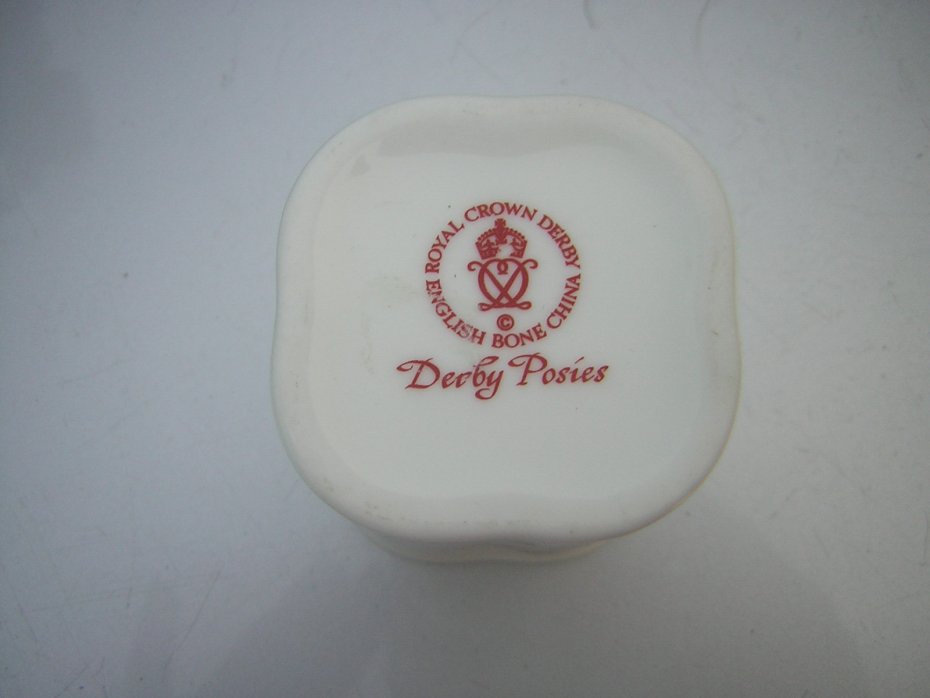 ROYAL CROWN DERBY
ENGLISH BONE CHINA
©
Derby Posies